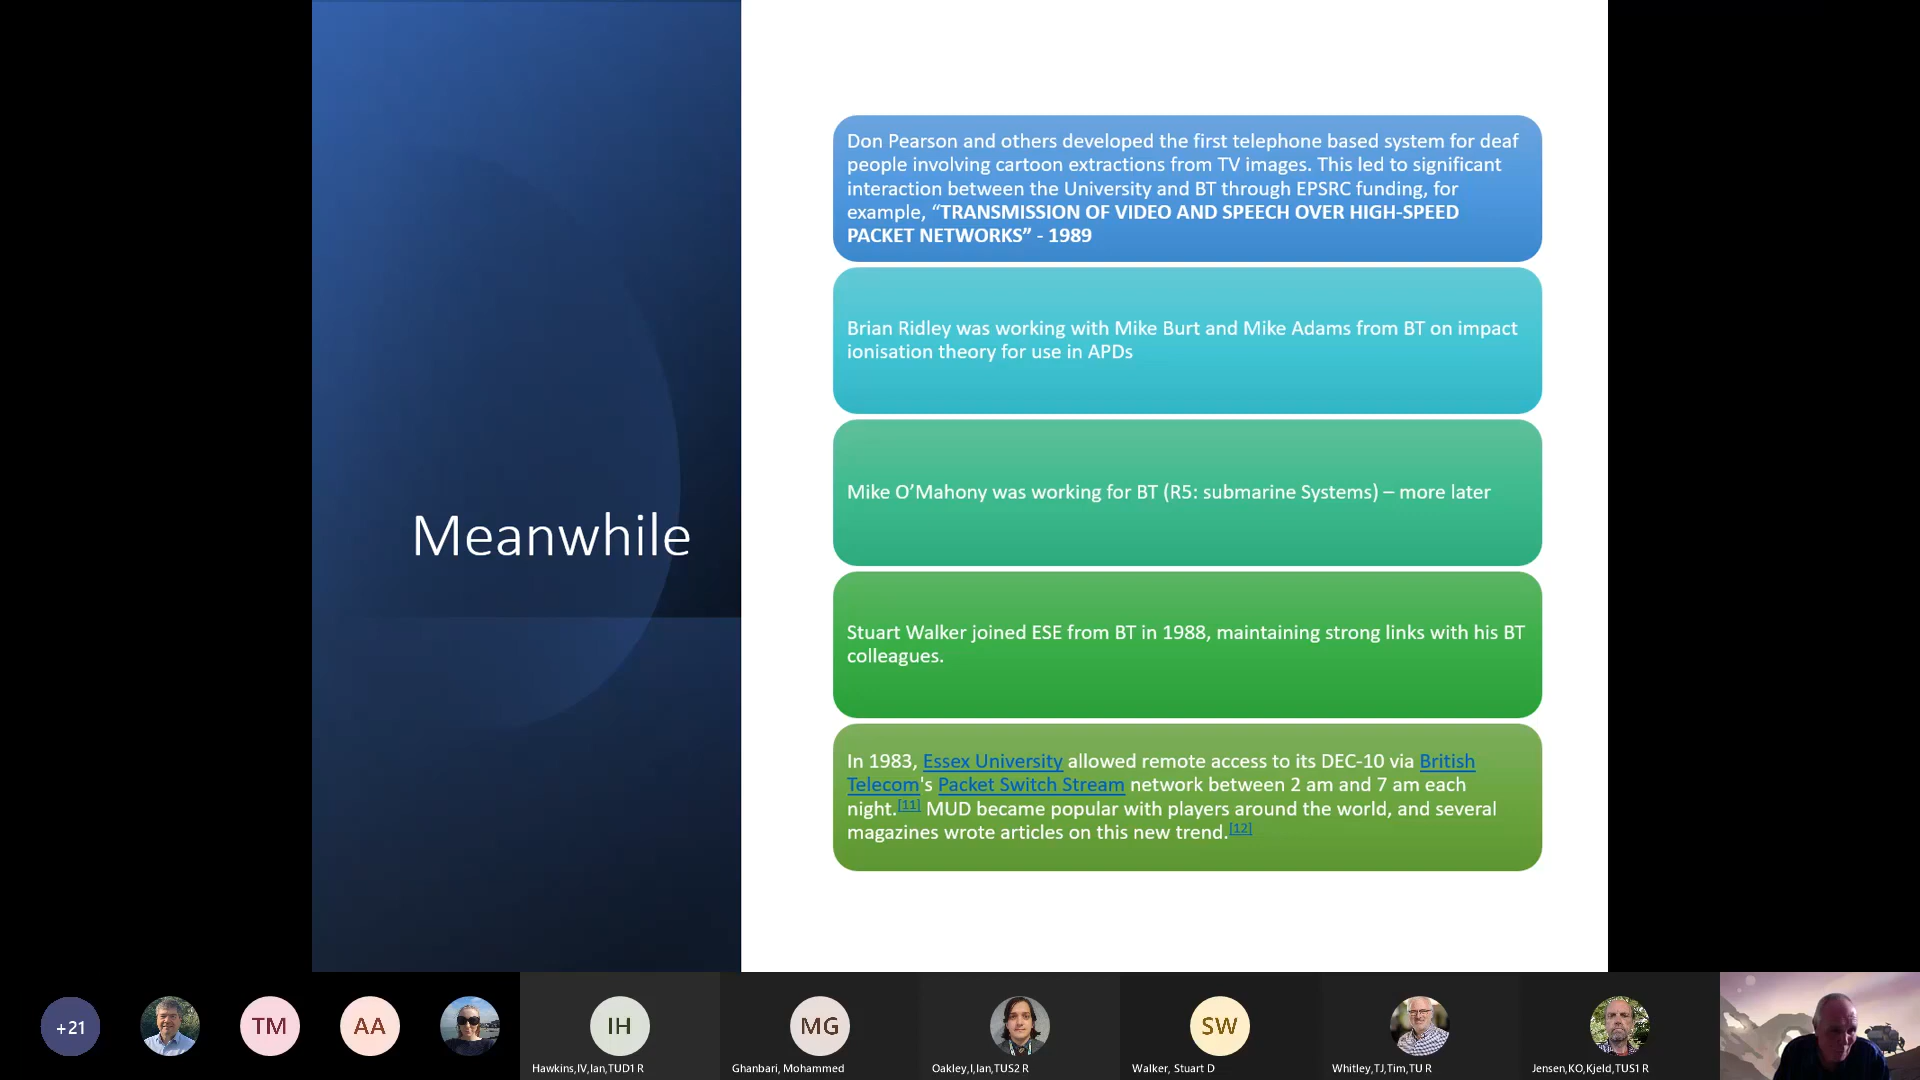 Meanwhile
Don Pearson and others developed the first telephone based system for deaf
people involving cartoon extractions from TV images. This led to significant
interaction between the University and BT through EPSRC funding, for
example, “TRANSMISSION OF VIDEO AND SPEECH OVER HIGH-SPEED
PACKET NETWORKS” - 1989
Brian Ridley was working with Mike Burt and Mike Adams from BT on impact
ionisation theory for use in APDs
Mike O’Mahony was working for BT (R5: submarine Systems) – more later
Stuart Walker joined ESE from BT in 1988, maintaining strong links with his BT
colleagues.
In 1983, Essex University allowed remote access to its DEC-10 via British
Telecom's Packet Switch Stream network between 2 am and 7 am each
night.[11] MUD became popular with players around the world, and several
magazines wrote articles on this new trend.[12]
+21
TM
AA
IH
MG
SW
Hawkins,IV,Ian,TUD1 R
Ghanbari, Mohammed
Oakley,I,Ian,TUS2 R
Walker, Stuart D
Whitley,TJ,Tim,TU R
Jensen,KO,Kjeld,TUS1 R